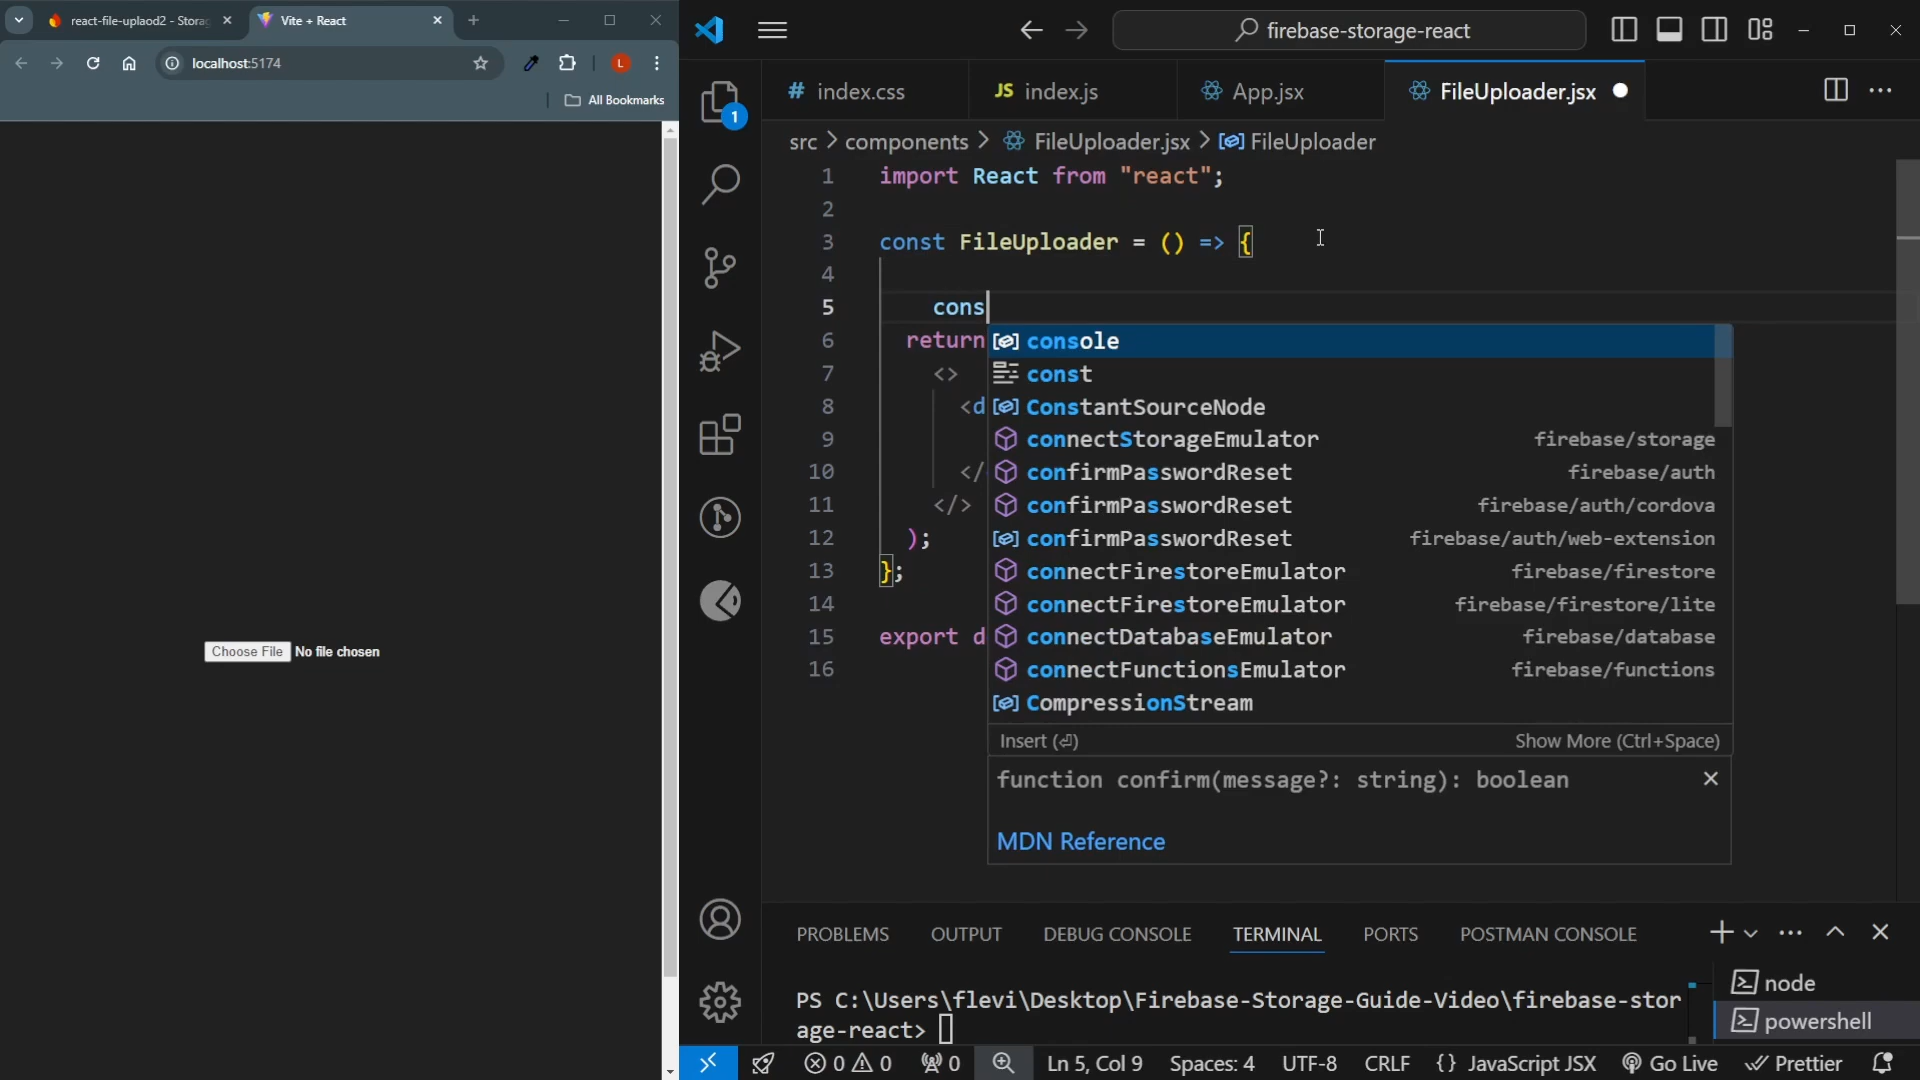 react-file-uplaod2 - Storag
Vite + React
localhost:5174
L
All Bookmarks
Choose File No file chosen
firebase-storage-react
1
# index.css
JS index.js
App.jsx
FileUploader.jsx
src > components > FileUploader.jsx > FileUploader
1 import React from "react";
2
3 const FileUploader = () => {
4
5 cons
6 return
7 <>
8 <d
9
10 </
11 </>
12 );
13 };
14
15 export d
16
console
const
ConstantSourceNode
connectStorageEmulator firebase/storage
confirmPasswordReset firebase/auth
confirmPasswordReset firebase/auth/cordova
confirmPasswordReset firebase/auth/web-extension
connectFirestoreEmulator firebase/firestore
connectFirestoreEmulator firebase/firestore/lite
connectDatabaseEmulator firebase/database
connectFunctionsEmulator firebase/functions
CompressionStream
Insert (⏎) Show More (Ctrl+Space)
function confirm(message?: string): boolean
MDN Reference
PROBLEMS OUTPUT DEBUG CONSOLE TERMINAL PORTS POSTMAN CONSOLE
PS C:\Users\flevi\Desktop\Firebase-Storage-Guide-Video\firebase-stor
age-react>
node
powershell
0 0 0 Ln 5, Col 9 Spaces: 4 UTF-8 CRLF {} JavaScript JSX Go Live Prettier